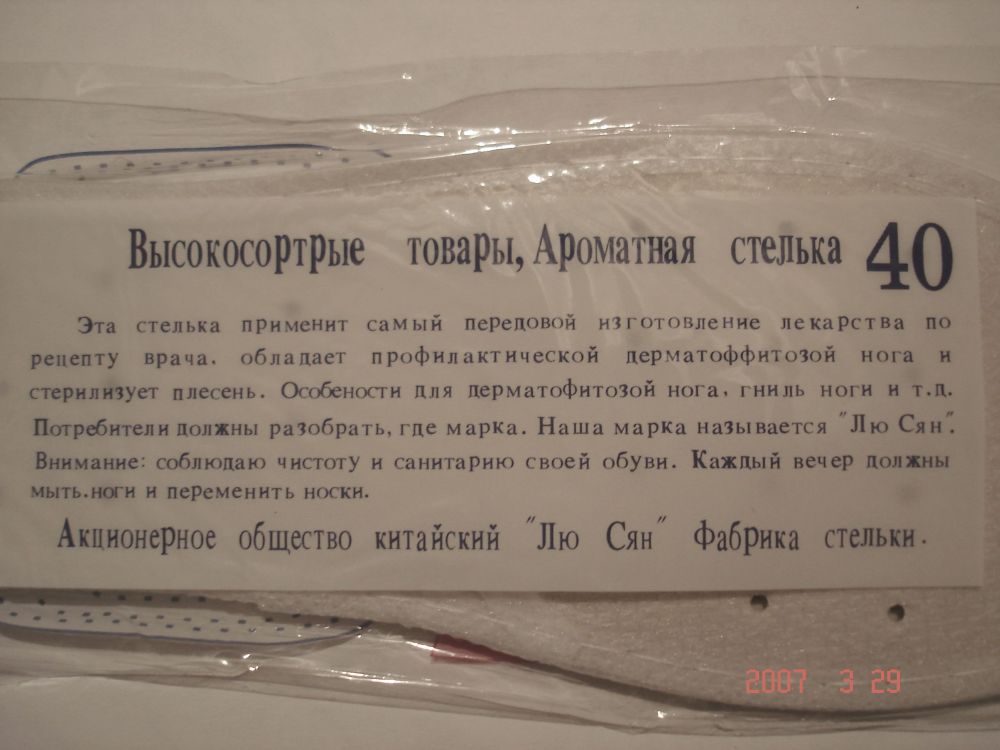 Высокосортрые товары, Ароматная стелька 40
Эта стелька применит самый передовой изготовление лекарства по
рецепту врача. обладает профилактической дерматоффитозой нога и
стерилизует плесень. Особености для дерматофитозой нога, гниль ноги и т.д.
Потребители должны разобрать, где марка. Наша марка называется "Лю Сян".
Внимание: соблюдаю чистоту и санитарию своей обуви. Каждый вечер должны
мыть.ноги и переменить носки.
Акционерное общество китайский "Лю Сян" Фабрика стельки.
2007 3 29